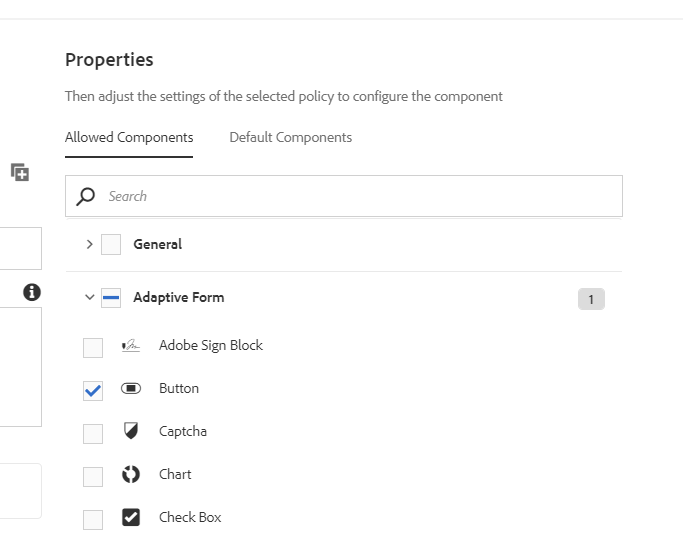 Properties
Then adjust the settings of the selected policy to configure the component
Allowed Components Default Components
Search
General
Adaptive Form 1
Adobe Sign Block
Button
Captcha
Chart
Check Box